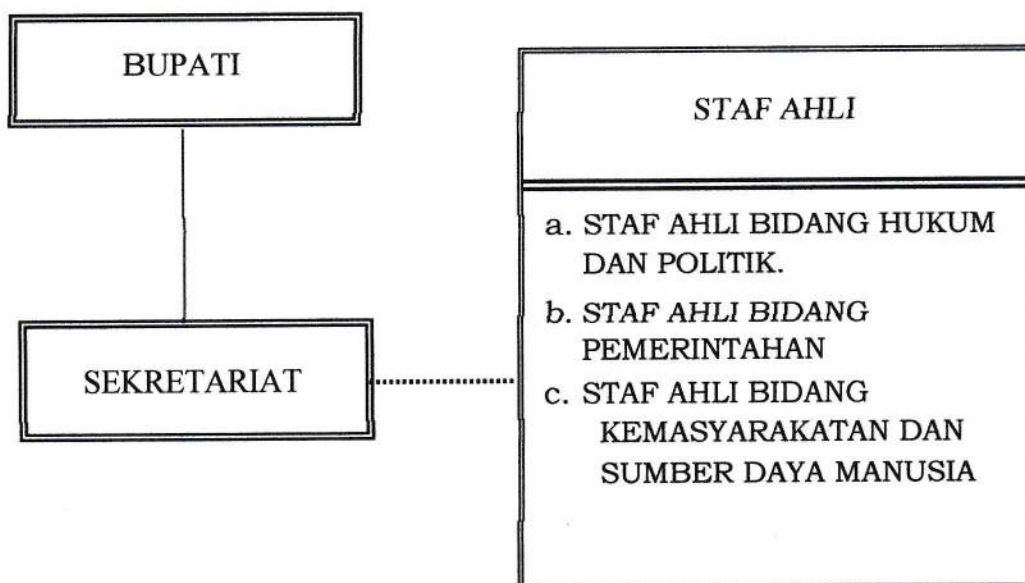 BUPATI
SEKRETARIAT
STAF AHLI
a. STAF AHLI BIDANG HUKUM
DAN POLITIK.
b. STAF AHLI BIDANG
PEMERINTAHAN
c. STAF AHLI BIDANG
KEMASYARAKATAN DAN
SUMBER DAYA MANUSIA